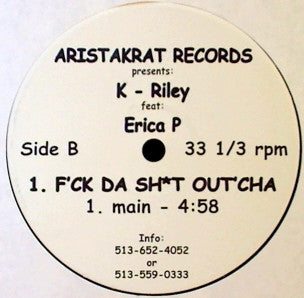 ARISTAKRAT RECORDS
presents:
K - Riley
feat:
Erica P
Side B 33 1/3 rpm
1. F'CK DA SH*T OUT'CHA
1. main - 4:58
Info:
513-652-4052
or
513-559-0333